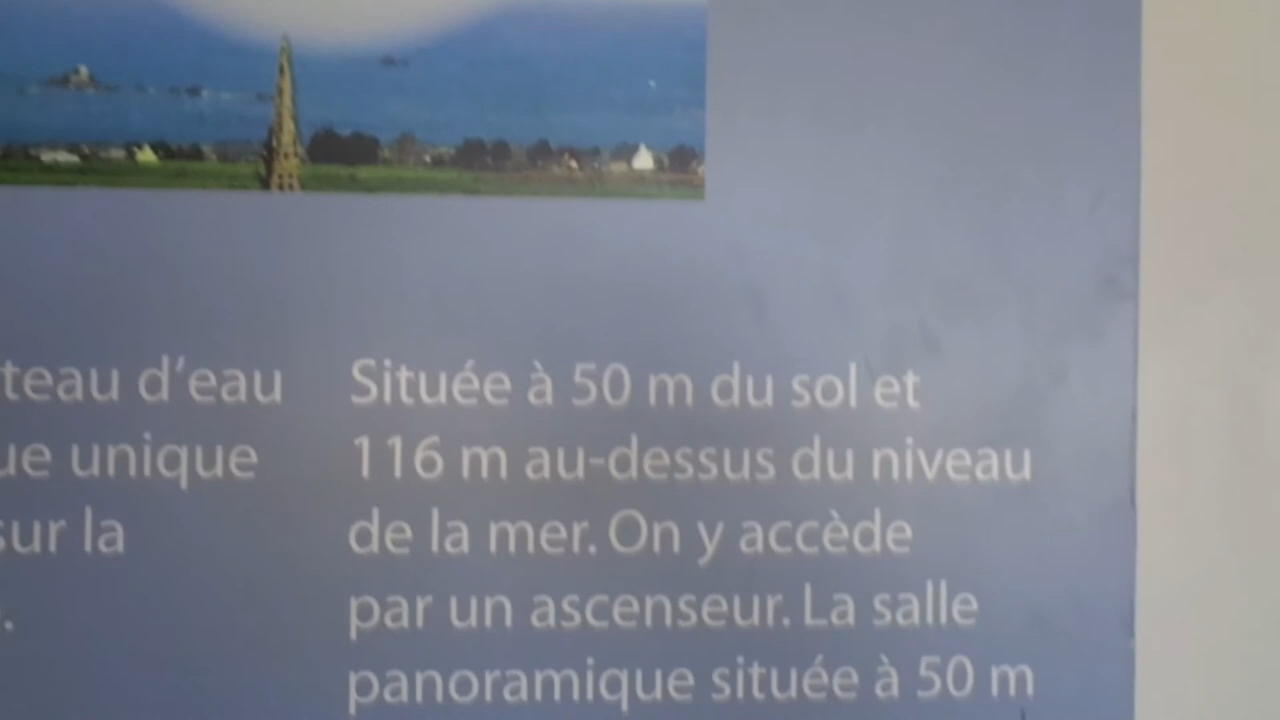 teau d'eau
ue unique
sur la
.
Située à 50 m du sol et
116 m au-dessus du niveau
de la mer. On y accède
par un ascenseur. La salle
panoramique située à 50 m